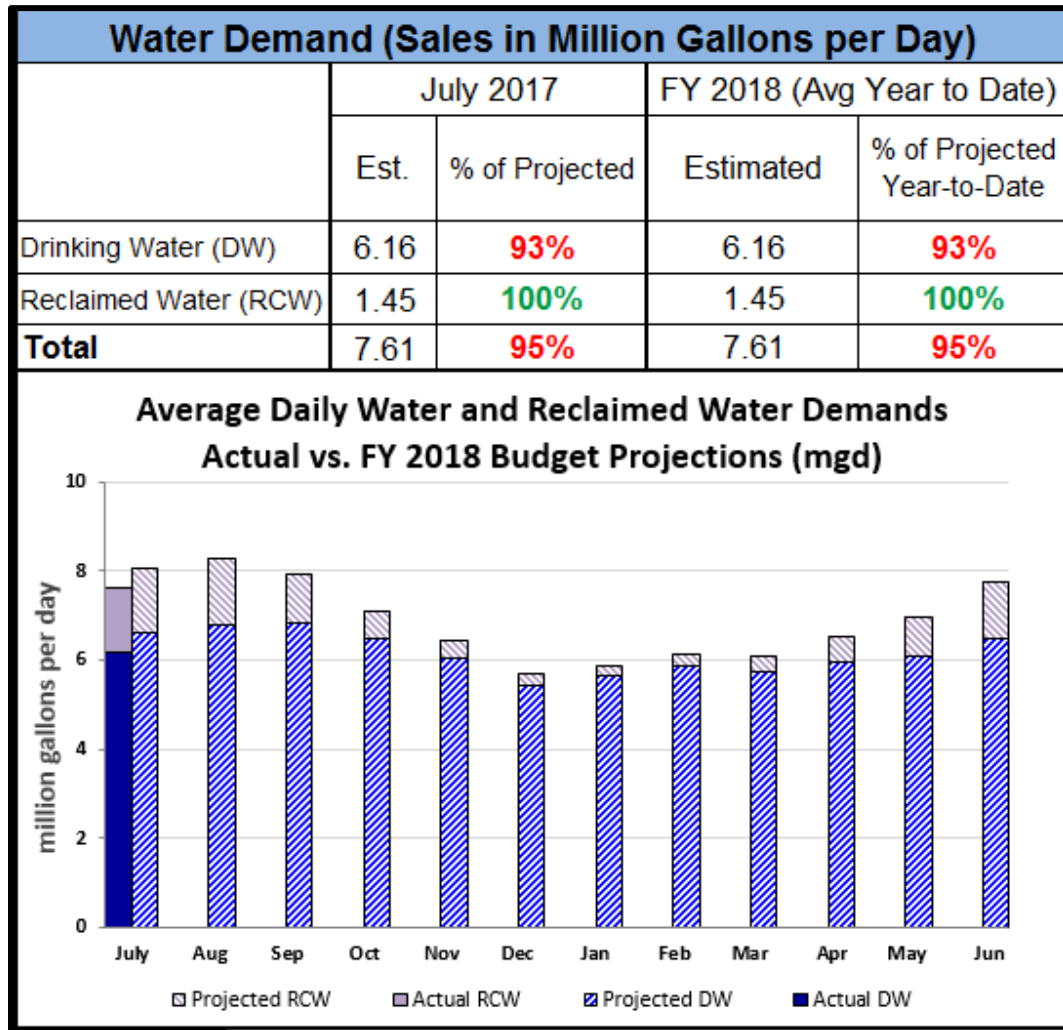 Water Demand (Sales in Million Gallons per Day)
July 2017 FY 2018 (Avg Year to Date)
Est. % of Projected Estimated % of Projected
Year-to-Date
Drinking Water (DW) 6.16 93% 6.16 93%
Reclaimed Water (RCW) 1.45 100% 1.45 100%
Total 7.61 95% 7.61 95%
Average Daily Water and Reclaimed Water Demands
Actual vs. FY 2018 Budget Projections (mgd)
million gallons per day
10
8
6
4
2
0
July Aug Sep Oct Nov Dec Jan Feb Mar Apr May Jun
Projected RCW Actual RCW Projected DW Actual DW